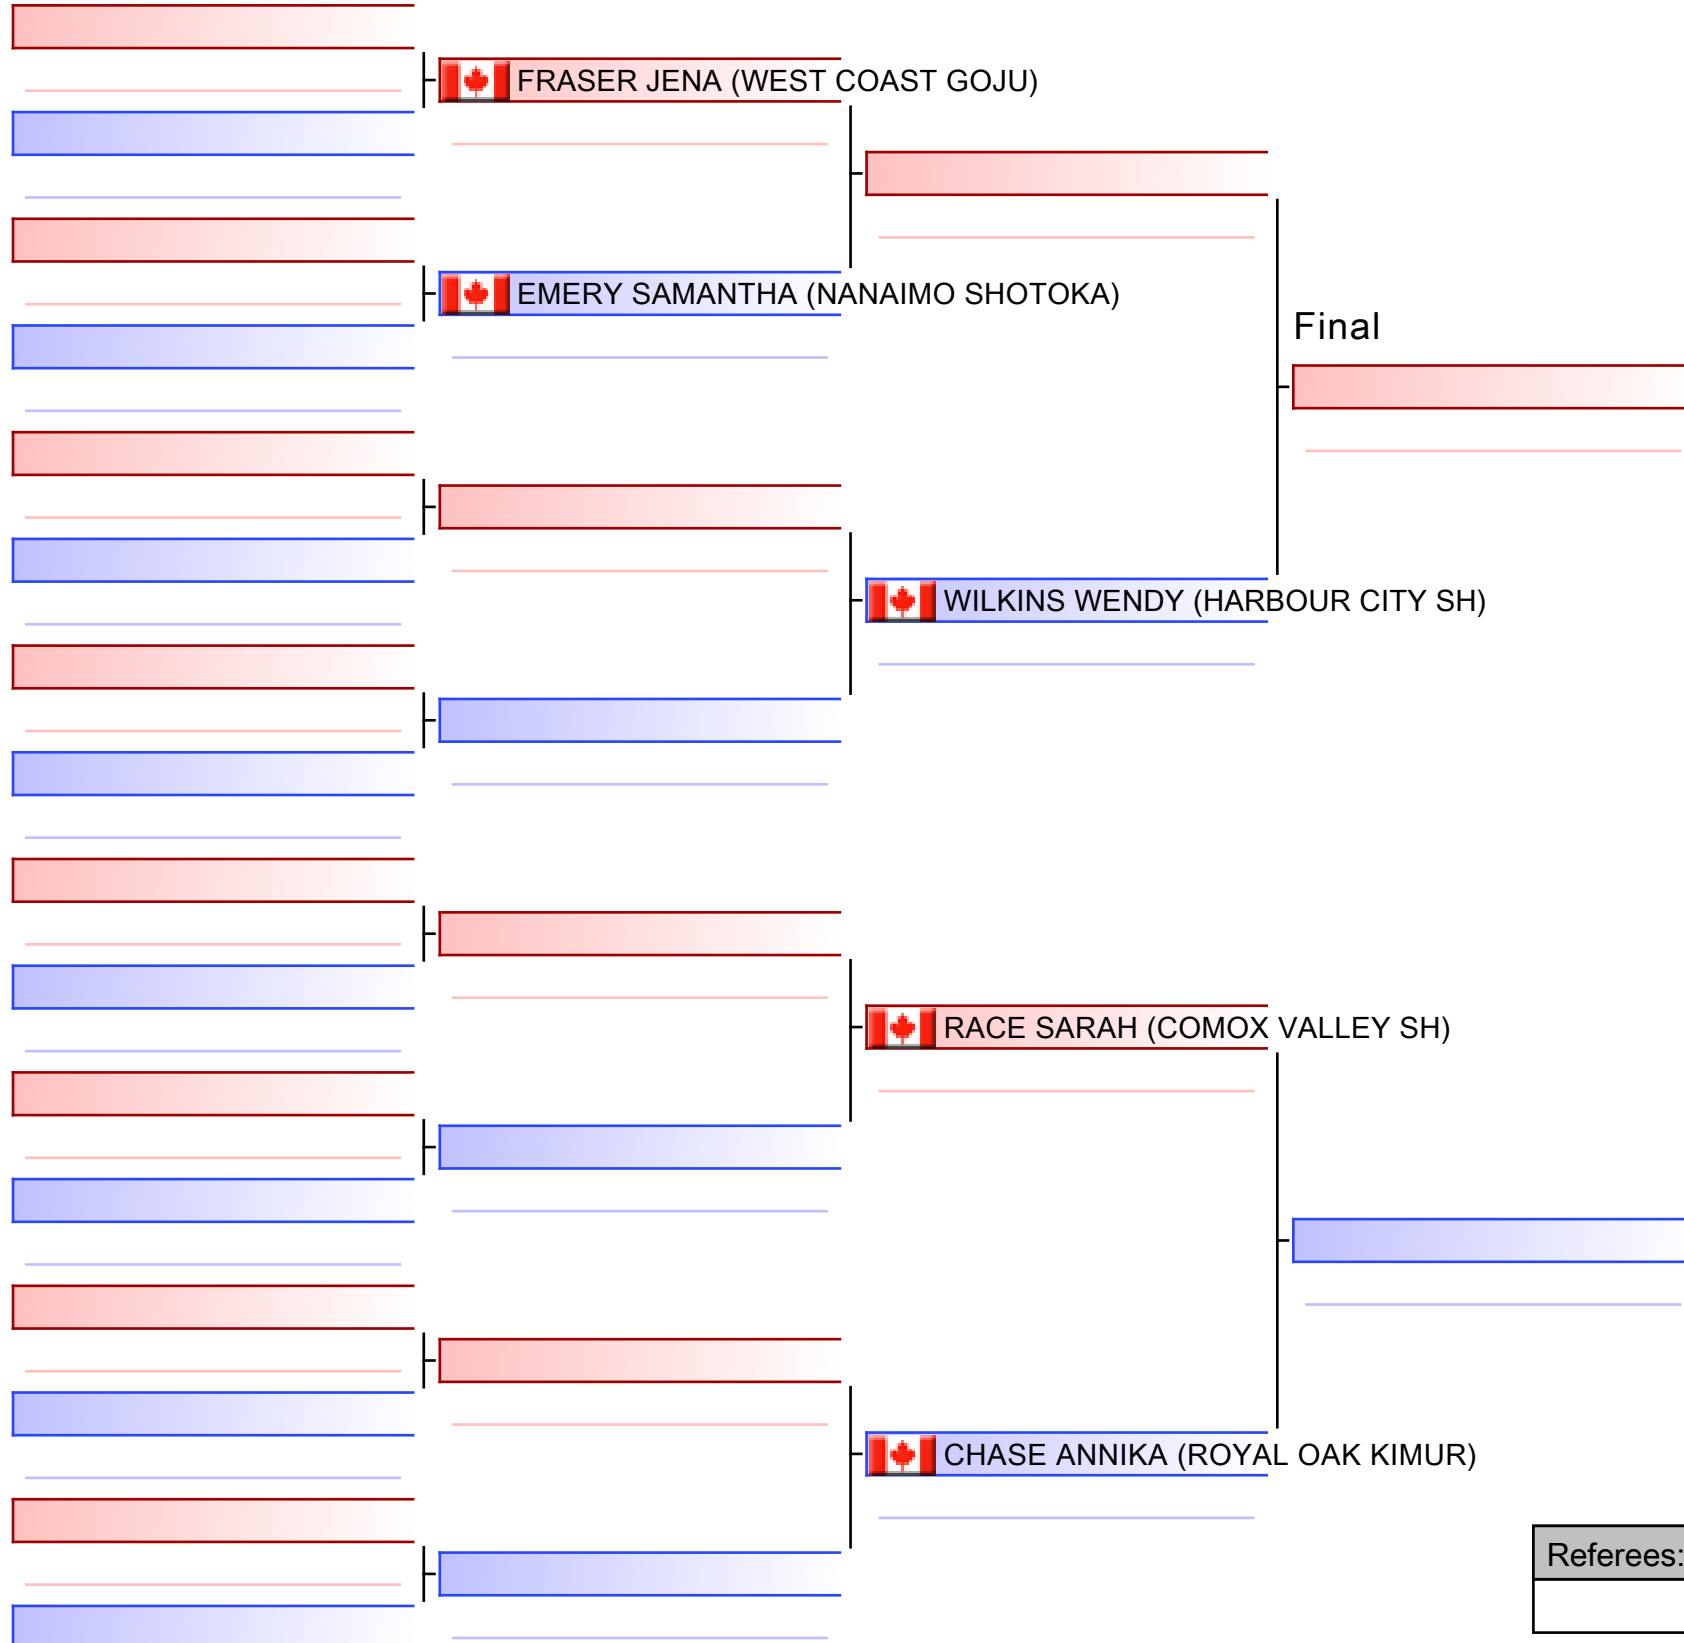 FRASER JENA (WEST COAST GOJU)
EMERY SAMANTHA (NANAIMO SHOTOKA)
Final
WILKINS WENDY (HARBOUR CITY SH)
RACE SARAH (COMOX VALLEY SH)
CHASE ANNIKA (ROYAL OAK KIMUR)
Referees: